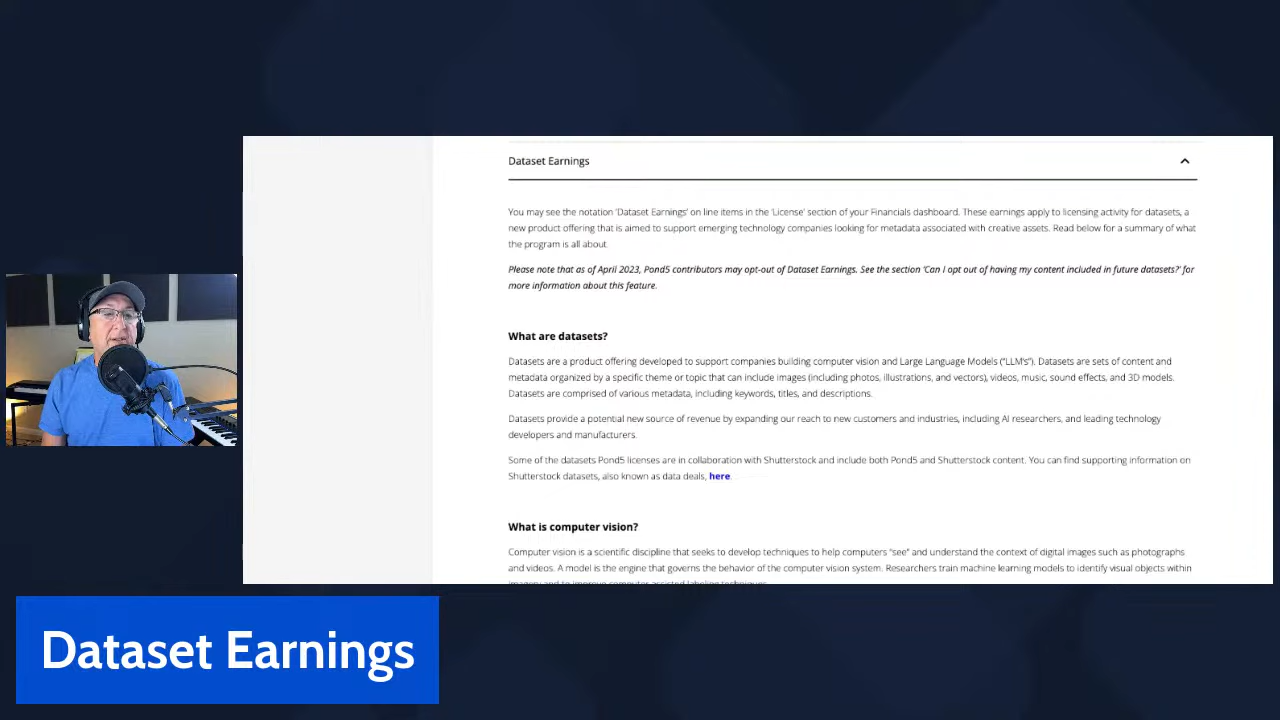 Dataset Earnings
You may see the notation 'Dataset Earnings' on line items in the 'License' section of your Financials dashboard. These earnings apply to licensing activity for datasets, a
new product offering that is aimed to support emerging technology companies looking for metadata associated with creative assets. Read below for a summary of what
the program is all about.
Please note that as of April 2023, Pond5 contributors may opt-out of Dataset Earnings. See the section 'Can I opt out of having my content included in future datasets?' for
more information about this feature.
What are datasets?
Datasets are a product offering developed to support companies building computer vision and Large Language Models ("LLM's"). Datasets are sets of content and
metadata organized by a specific theme or topic that can include images (including photos, illustrations, and vectors), videos, music, sound effects, and 3D models.
Datasets are comprised of various metadata, including keywords, titles, and descriptions.
Datasets provide a potential new source of revenue by expanding our reach to new customers and industries, including AI researchers, and leading technology
developers and manufacturers.
Some of the datasets Pond5 licenses are in collaboration with Shutterstock and include both Pond5 and Shutterstock content. You can find supporting information on
Shutterstock datasets, also known as data deals, here.
What is computer vision?
Computer vision is a scientific discipline that seeks to develop techniques to help computers "see" and understand the context of digital images such as photographs
and videos. A model is the engine that governs the behavior of the computer vision system. Researchers train machine learning models to identify visual objects within
imagery and to improve computer assisted labeling techniques.
Dataset Earnings